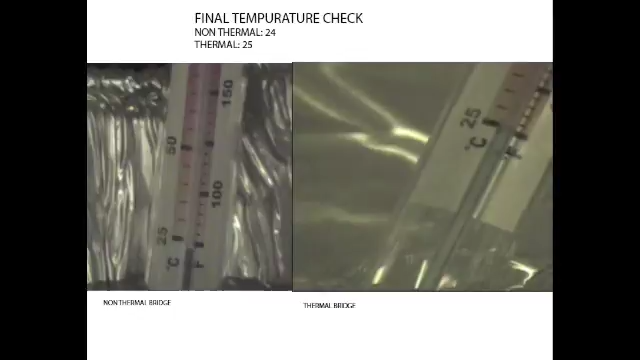 FINAL TEMPURATURE CHECK
NON THERMAL: 24
THERMAL: 25
150
50
100
25
°C
F
25
°C
F
NON THERMAL BRIDGE
THERMAL BRIDGE